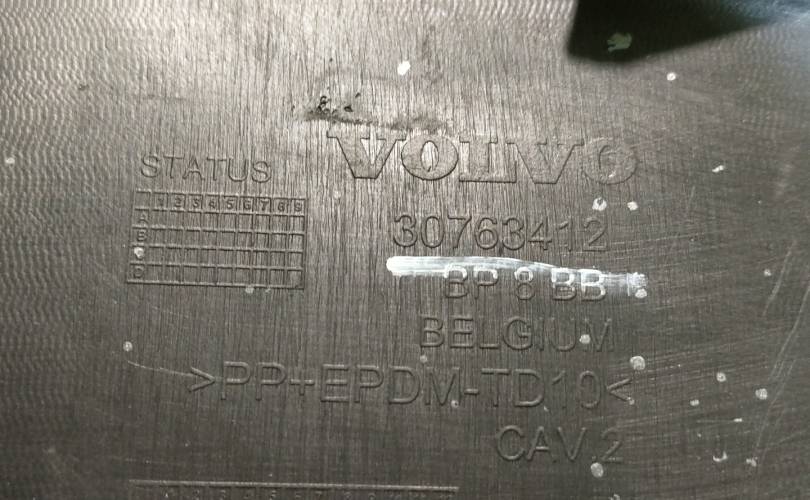 STATUS
VOLVO
1 2 3 4 5 6 7 8 9
A
B
D
30763412
BP 8 BB
BELGIUM
>PP+EPDM-TD10<
CAV.2